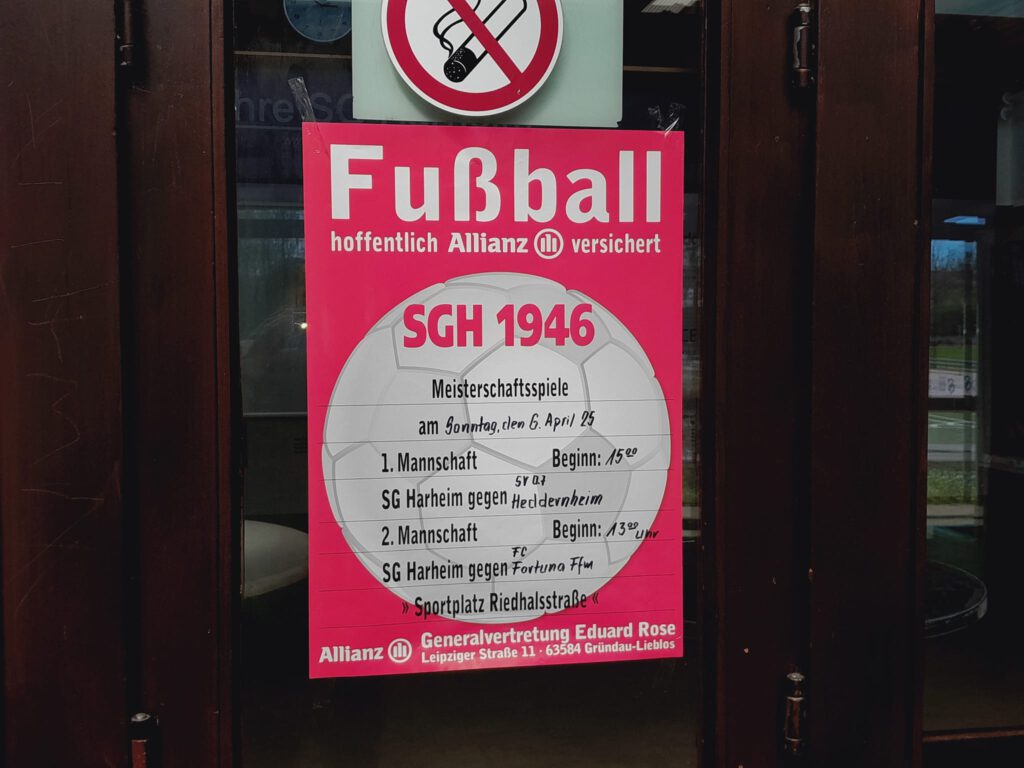 Fußball
hoffentlich Allianz versichert
SGH 1946
Meisterschaftsspiele
am Sonntag, den 6. April 25
1. Mannschaft Beginn: 15⁰⁰
SV 07
SG Harheim gegen Heddernheim
2. Mannschaft Beginn: 13⁰⁰ Uhr
FC
SG Harheim gegen Fortuna Ffm
» Sportplatz Riedhalsstraße «
Allianz Generalvertretung Eduard Rose
Leipziger Straße 11 · 63584 Gründau-Lieblos